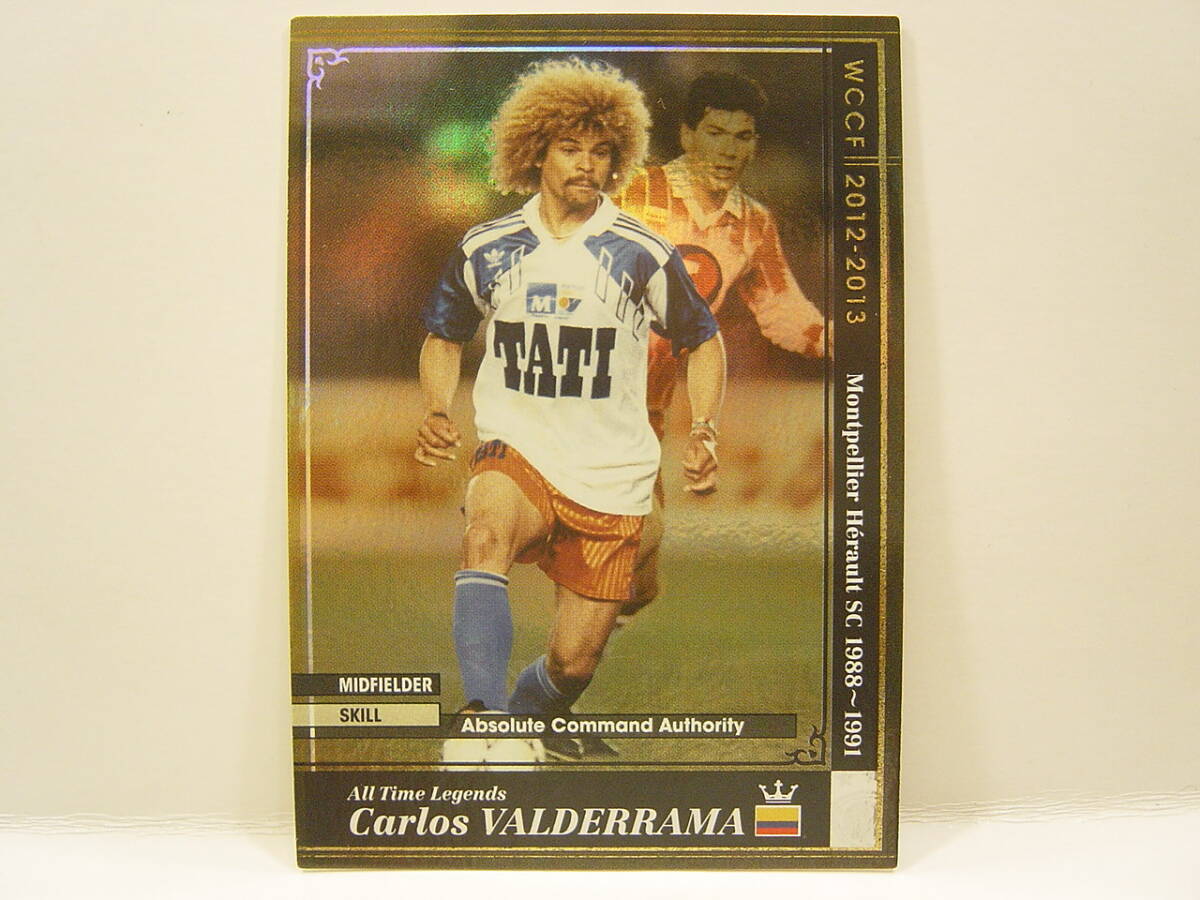 WCCF 2012-2013
Montpellier Hérault SC 1988~1991
M
TATI
TATI
MIDFIELDER
SKILL
Absolute Command Authority
All Time Legends
Carlos VALDERRAMA